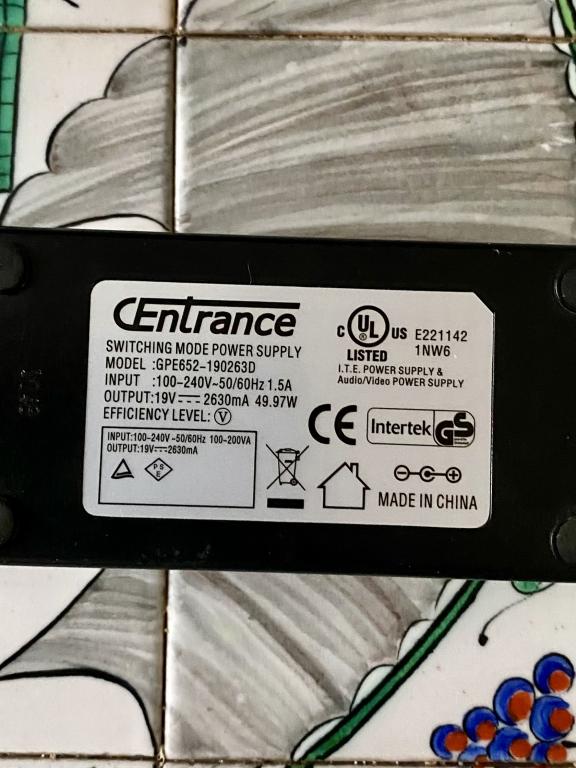 CEntrance
SWITCHING MODE POWER SUPPLY
MODEL :GPE652-190263D
INPUT :100-240V~50/60Hz 1.5A
OUTPUT:19V⎓2630mA 49.97W
EFFICIENCY LEVEL: Ⓥ
INPUT:100-240V~50/60Hz 100-200VA
OUTPUT:19V⎓2630mA
PS
E
C UL US E221142
LISTED 1NW6
I.T.E. POWER SUPPLY &
Audio/Video POWER SUPPLY
CE Intertek GS
MADE IN CHINA